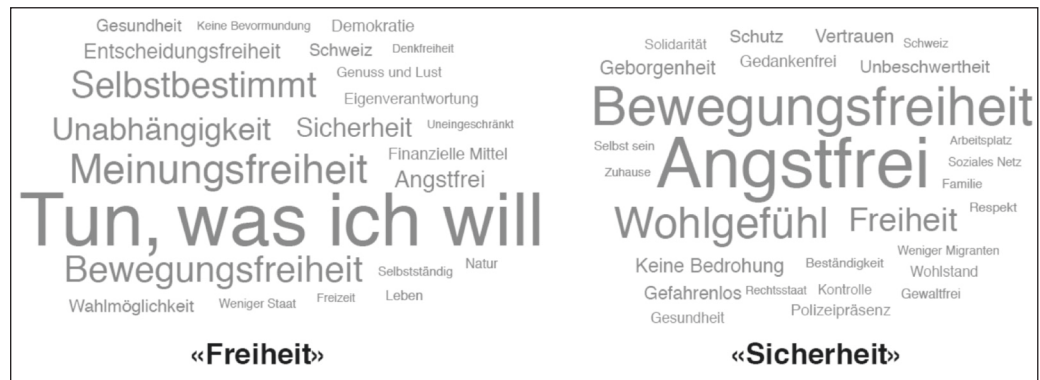 Gesundheit Keine Bevormundung Demokratie
Entscheidungsfreiheit Schweiz Denkfreiheit
Selbstbestimmt Genuss und Lust
Eigenverantwortung
Unabhängigkeit Sicherheit Uneingeschränkt
Meinungsfreiheit Finanzielle Mittel
Angstfrei
Tun, was ich will
Bewegungsfreiheit Selbstständig Natur
Wahlmöglichkeit Weniger Staat Freizeit Leben
«Freiheit»
Solidarität Schutz Vertrauen Schweiz
Geborgenheit Gedankenfrei Unbeschwertheit
Bewegungsfreiheit
Selbst sein Angstfrei Arbeitsplatz
Zuhause Soziales Netz
Familie
Wohlgefühl Freiheit Respekt
Weniger Migranten
Keine Bedrohung Beständigkeit Wohlstand
Gefahrenlos Rechtsstaat Kontrolle Gewaltfrei
Gesundheit Polizeipräsenz
«Sicherheit»